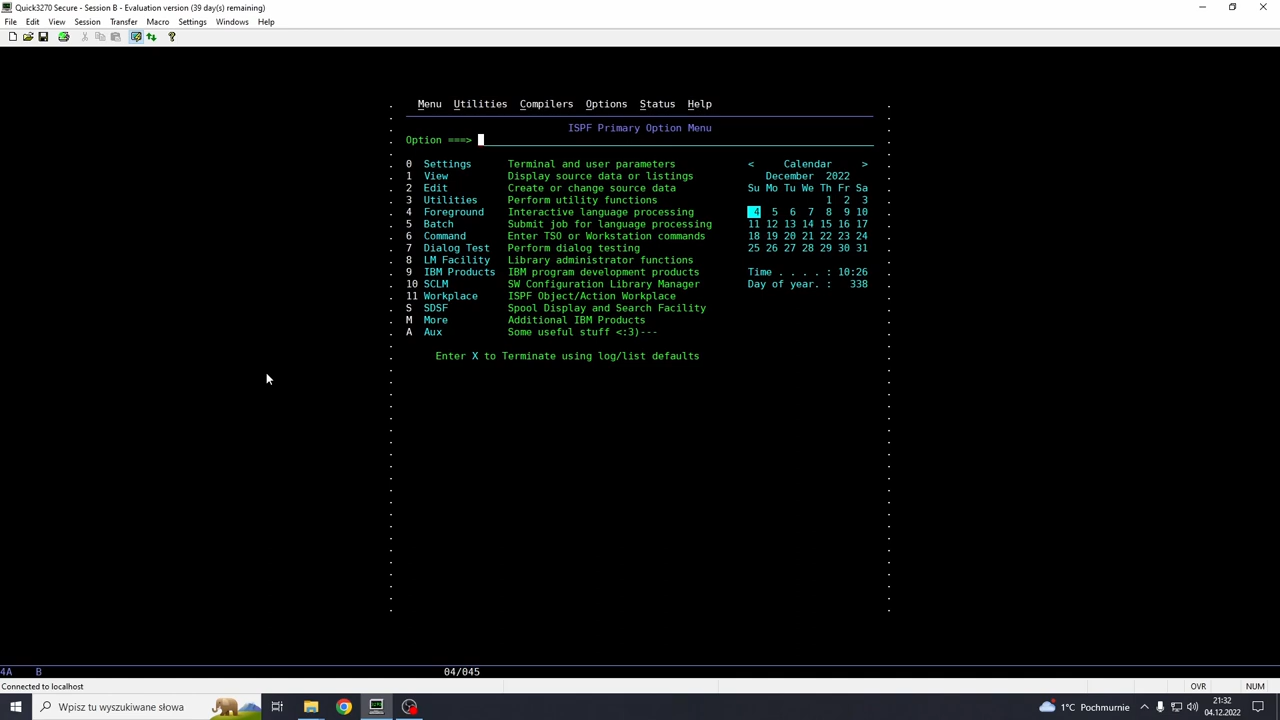 Quick3270 Secure - Session B - Evaluation version (39 day(s) remaining)
File Edit View Session Transfer Macro Settings Windows Help
Menu Utilities Compilers Options Status Help
ISPF Primary Option Menu
Option ===>
0 Settings Terminal and user parameters < Calendar >
1 View Display source data or listings December 2022
2 Edit Create or change source data Su Mo Tu We Th Fr Sa
3 Utilities Perform utility functions 1 2 3
4 Foreground Interactive language processing 4 5 6 7 8 9 10
5 Batch Submit job for language processing 11 12 13 14 15 16 17
6 Command Enter TSO or Workstation commands 18 19 20 21 22 23 24
7 Dialog Test Perform dialog testing 25 26 27 28 29 30 31
8 LM Facility Library administrator functions
9 IBM Products IBM program development products Time . . . . : 10:26
10 SCLM SW Configuration Library Manager Day of year. : 338
11 Workplace ISPF Object/Action Workplace
S SDSF Spool Display and Search Facility
M More Additional IBM Products
A Aux Some useful stuff <:3)---
Enter X to Terminate using log/list defaults
4A B 04/045
Connected to localhost OVR NUM
Wpisz tu wyszukiwane słowa 1°C Pochmurnie 21:32
04.12.2022